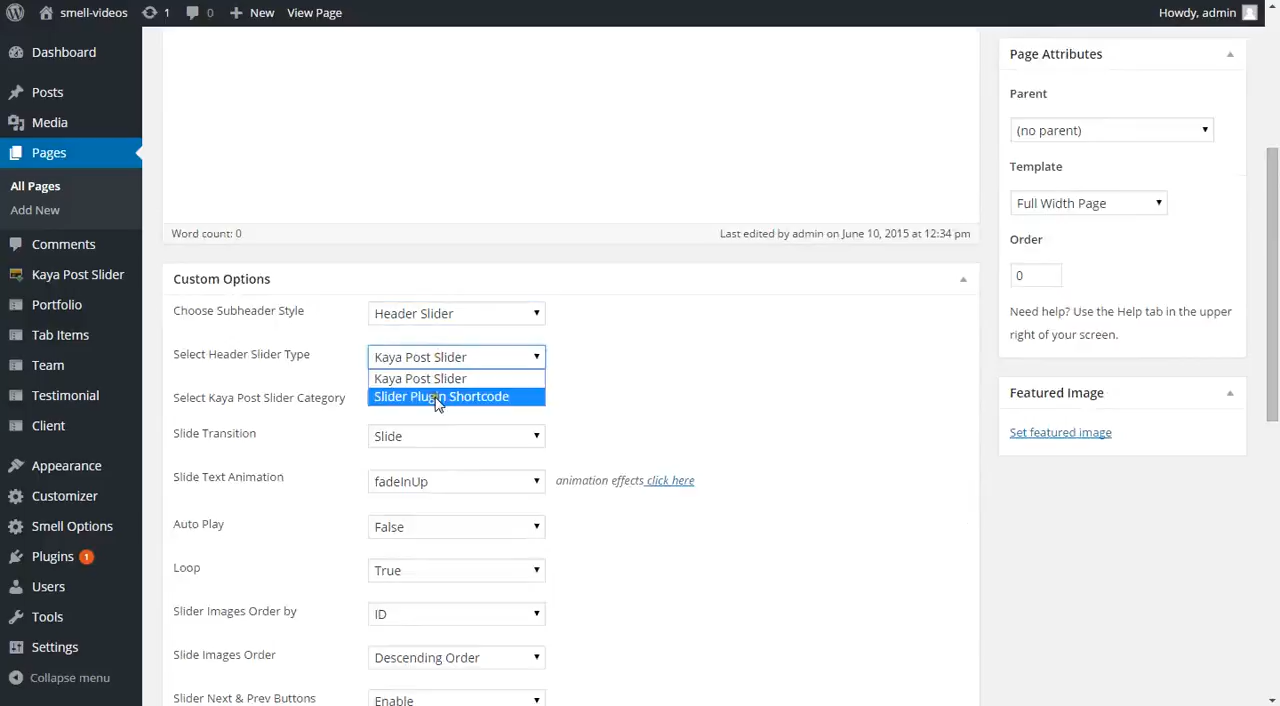 smell-videos 1 0 New View Page Howdy, admin
Dashboard
Posts
Media
Pages
All Pages
Add New
Comments
Kaya Post Slider
Portfolio
Tab Items
Team
Testimonial
Client
Appearance
Customizer
Smell Options
Plugins 1
Users
Tools
Settings
Collapse menu
Word count: 0 Last edited by admin on June 10, 2015 at 12:34 pm
Custom Options
Choose Subheader Style Header Slider
Select Header Slider Type Kaya Post Slider
Kaya Post Slider
Slider Plugin Shortcode
Select Kaya Post Slider Category
Slide Transition Slide
Slide Text Animation fadeInUp animation effects click here
Auto Play False
Loop True
Slider Images Order by ID
Slide Images Order Descending Order
Slider Next & Prev Buttons Enable
Page Attributes
Parent
(no parent)
Template
Full Width Page
Order
0
Need help? Use the Help tab in the upper
right of your screen.
Featured Image
Set featured image